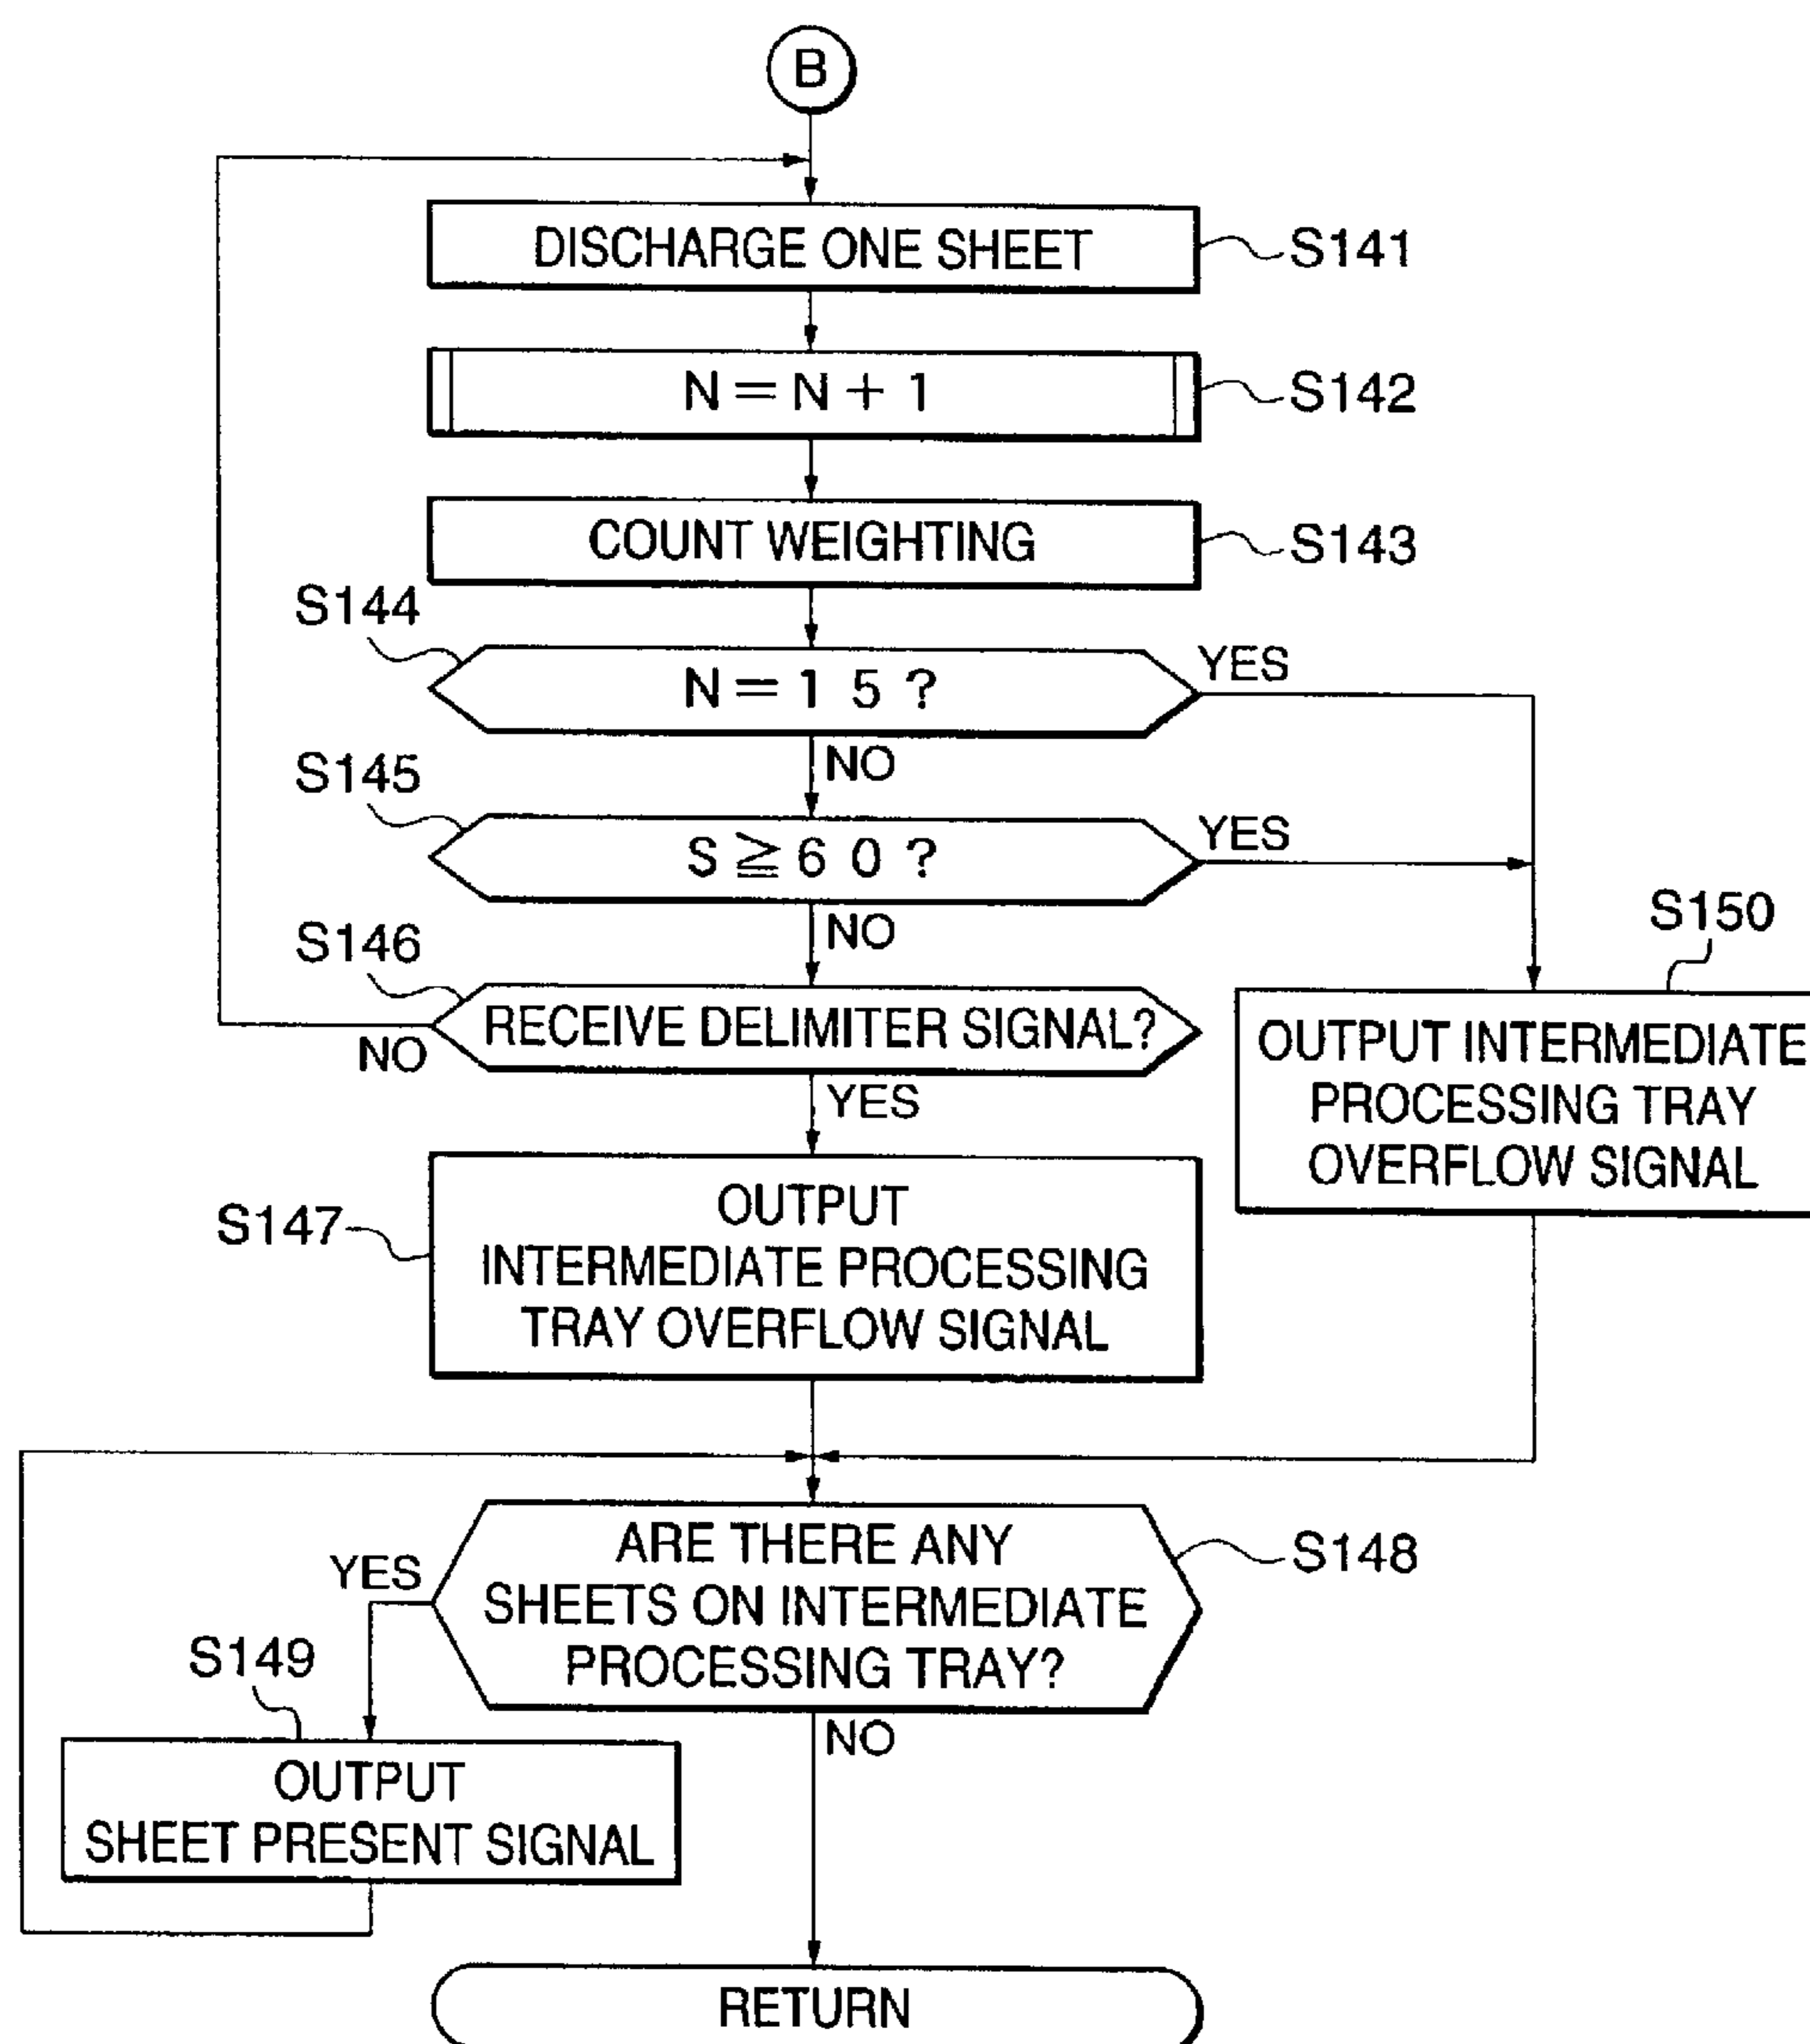 B
DISCHARGE ONE SHEET
S141
N = N + 1
S142
COUNT WEIGHTING
S143
S144
N = 1 5 ?
YES
NO
S145
S ≧ 6 0 ?
YES
NO
S146
RECEIVE DELIMITER SIGNAL?
NO
YES
S150
OUTPUT INTERMEDIATE
PROCESSING TRAY
OVERFLOW SIGNAL
S147
OUTPUT
INTERMEDIATE PROCESSING
TRAY OVERFLOW SIGNAL
ARE THERE ANY
SHEETS ON INTERMEDIATE
PROCESSING TRAY?
S148
YES
NO
S149
OUTPUT
SHEET PRESENT SIGNAL
RETURN